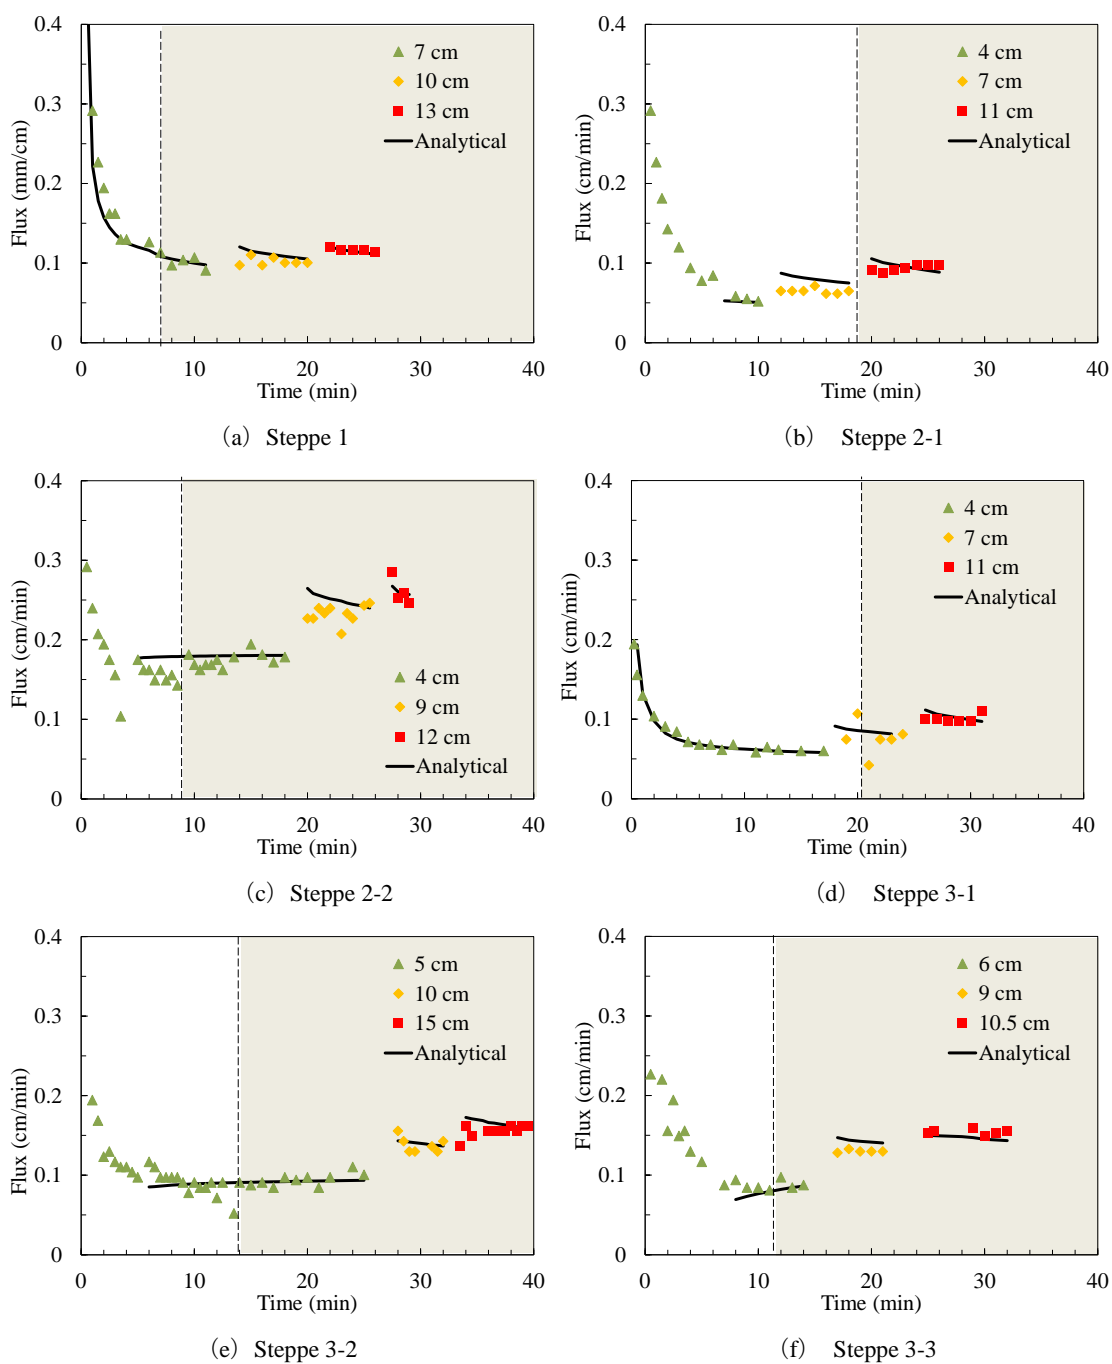 0.4
0.3
0.2
0.1
0
Flux (mm/cm)
7 cm
10 cm
13 cm
Analytical
0 10 20 30 40
Time (min)
(a) Steppe 1
0.4
0.3
0.2
0.1
0
Flux (cm/min)
4 cm
7 cm
11 cm
Analytical
0 10 20 30 40
Time (min)
(b) Steppe 2-1
0.4
0.3
0.2
0.1
0
Flux (cm/min)
4 cm
9 cm
12 cm
Analytical
0 10 20 30 40
Time (min)
(c) Steppe 2-2
0.4
0.3
0.2
0.1
0
Flux (cm/min)
4 cm
7 cm
11 cm
Analytical
0 10 20 30 40
Time (min)
(d) Steppe 3-1
0.4
0.3
0.2
0.1
0
Flux (cm/min)
5 cm
10 cm
15 cm
Analytical
0 10 20 30 40
Time (min)
(e) Steppe 3-2
0.4
0.3
0.2
0.1
0
Flux (cm/min)
6 cm
9 cm
10.5 cm
Analytical
0 10 20 30 40
Time (min)
(f) Steppe 3-3